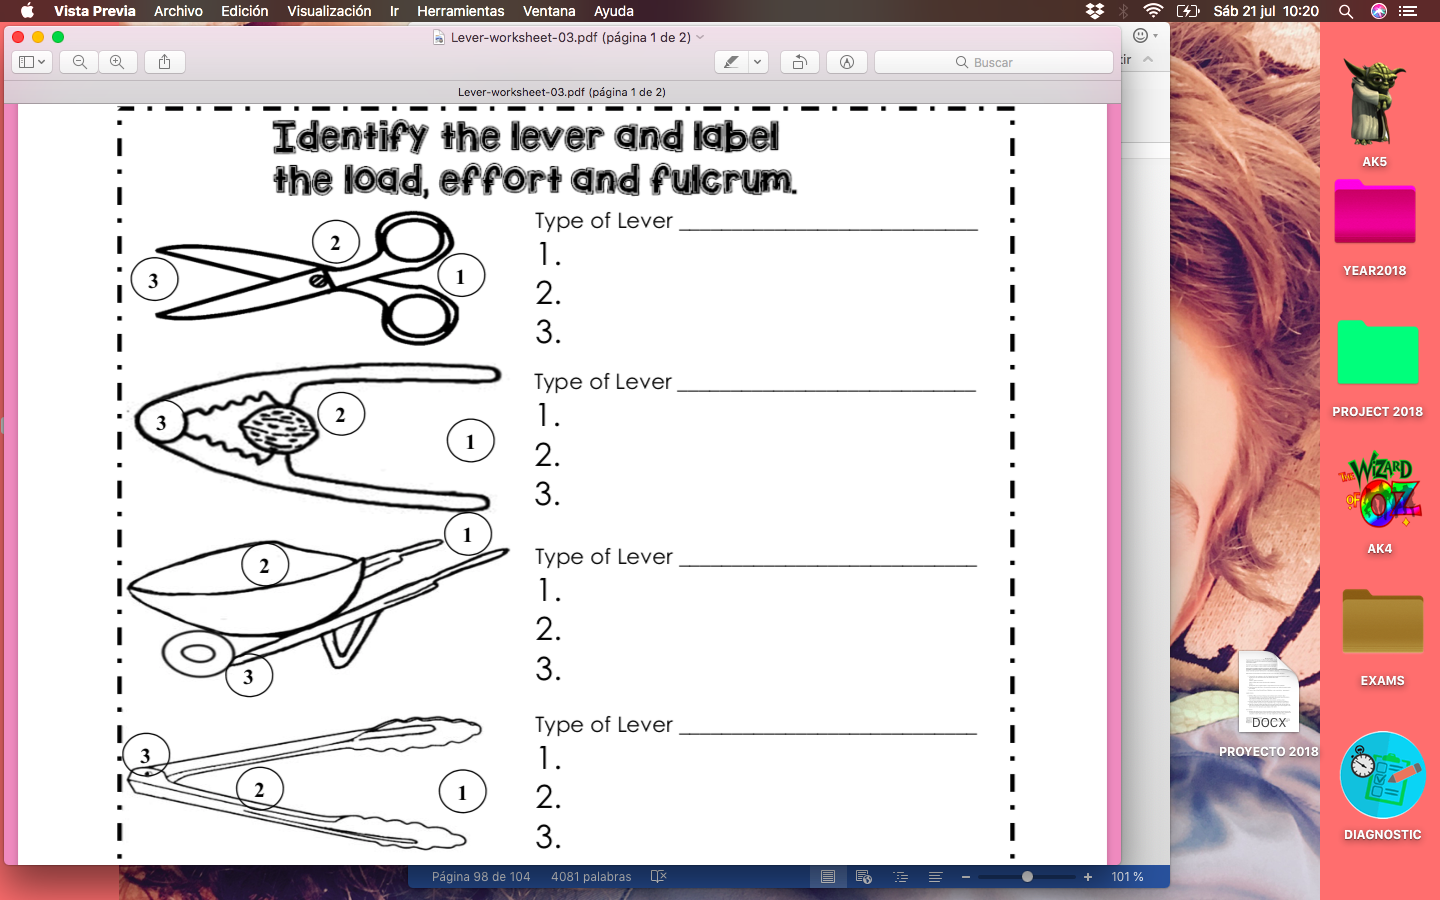 Vista Previa Archivo Edición Visualización Ir Herramientas Ventana Ayuda Sáb 21 jul 10:20
Lever-worksheet-03.pdf (página 1 de 2)
Buscar
tir
Lever-worksheet-03.pdf (página 1 de 2)
Identify the lever and label
the load, effort and fulcrum.
2
3
1
Type of Lever
1.
2.
3.
3
2
1
Type of Lever
1.
2.
3.
1
2
3
Type of Lever
1.
2.
3.
3
2
1
Type of Lever
1.
2.
3.
Página 98 de 104 4081 palabras 101 %
AK5
YEAR2018
PROJECT 2018
THE WIZARD OF OZ
AK4
EXAMS
DOCX
PROYECTO 2018
DIAGNOSTIC